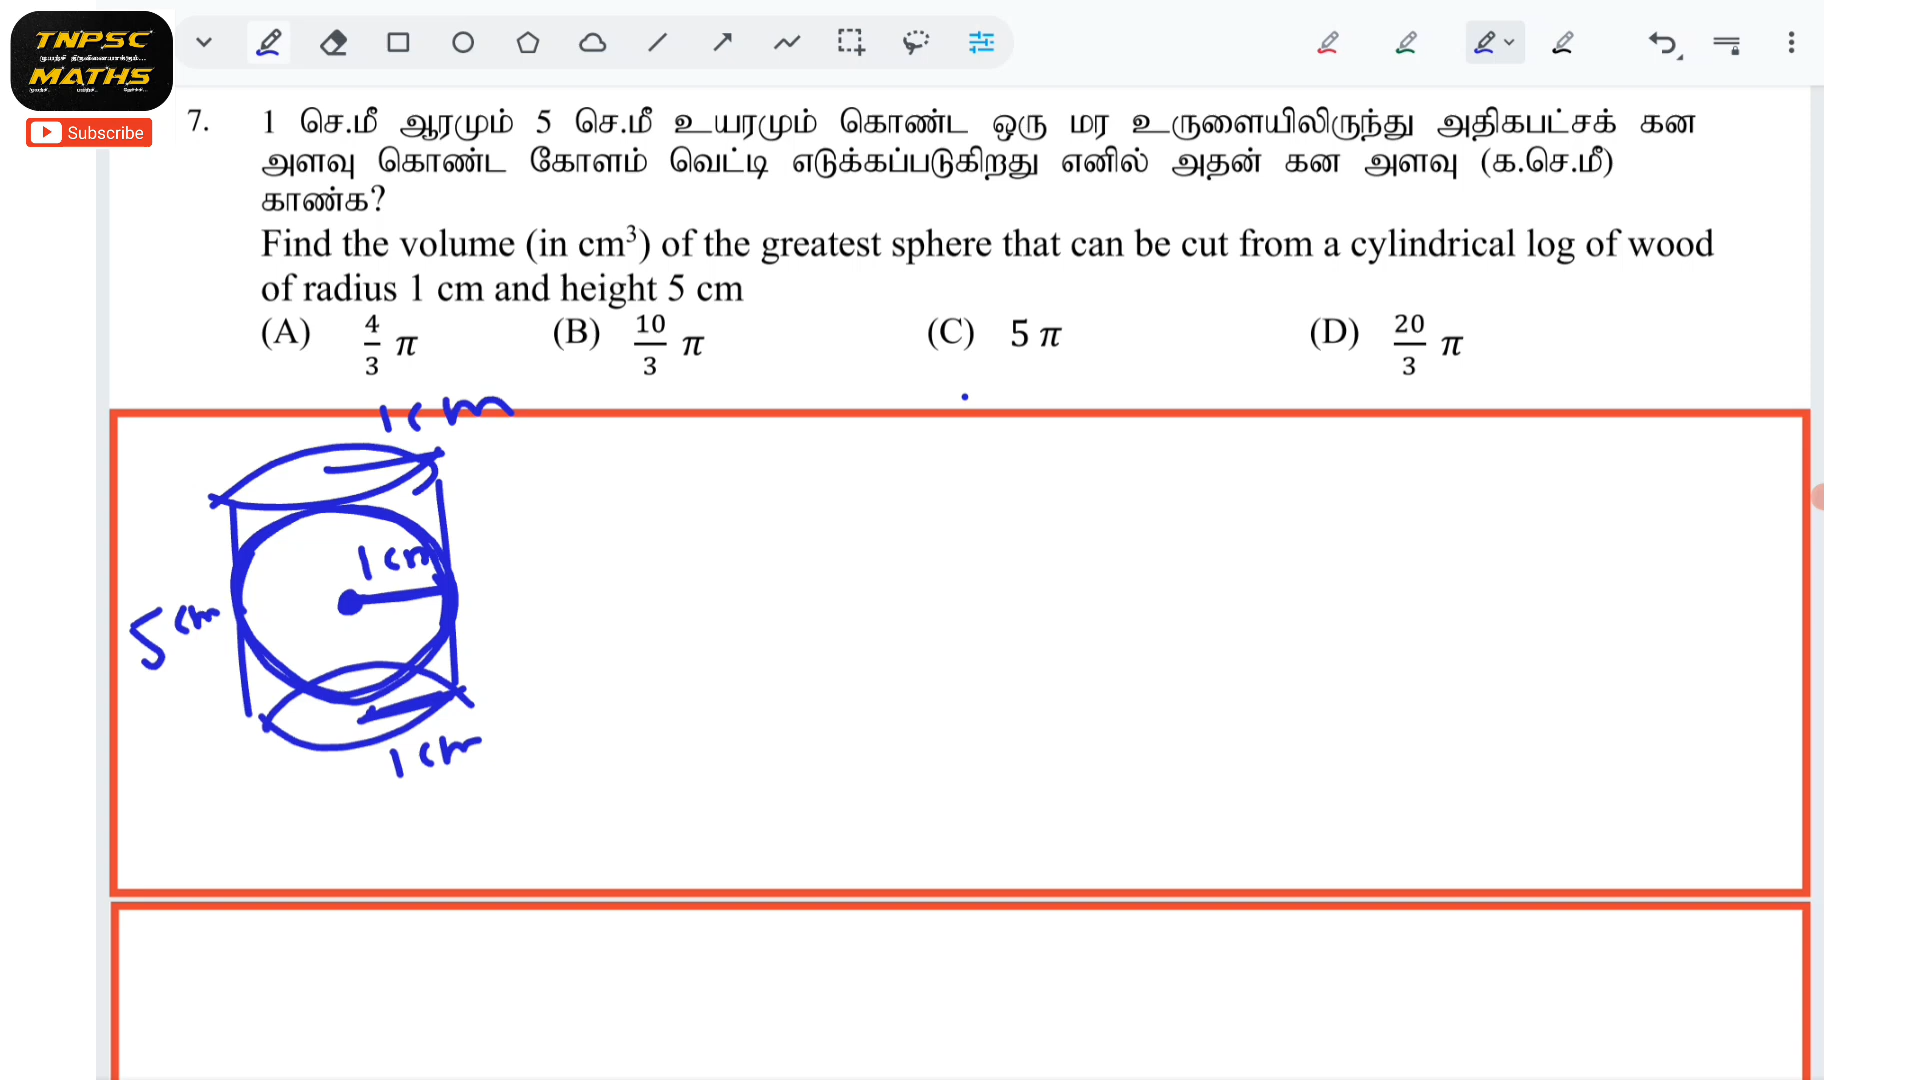 TNPSC
முயற்சி திருவினையாக்கும்...
MATHS
Subscribe
7. 1 செ.மீ ஆரமும் 5 செ.மீ உயரமும் கொண்ட ஒரு மர உருளையிலிருந்து அதிகபட்சக் கன
அளவு கொண்ட கோளம் வெட்டி எடுக்கப்படுகிறது எனில் அதன் கன அளவு (க.செ.மீ)
காண்க?
Find the volume (in cm³) of the greatest sphere that can be cut from a cylindrical log of wood
of radius 1 cm and height 5 cm
(A) 4/3 π (B) 10/3 π (C) 5 π (D) 20/3 π
1 cm
1 cm
5 cm
1 cm